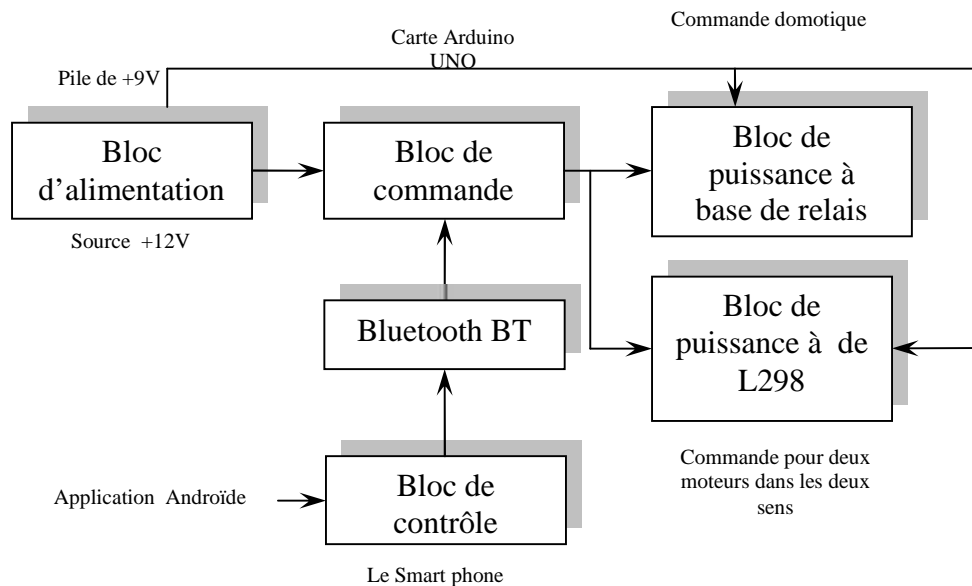 Commande domotique
Carte Arduino
UNO
Pile de +9V
Bloc
d’alimentation
Bloc de
commande
Bloc de
puissance à
base de relais
Source +12V
Bluetooth BT
Bloc de
puissance à de
L298
Commande pour deux
moteurs dans les deux
sens
Application Androïde
Bloc de
contrôle
Le Smart phone